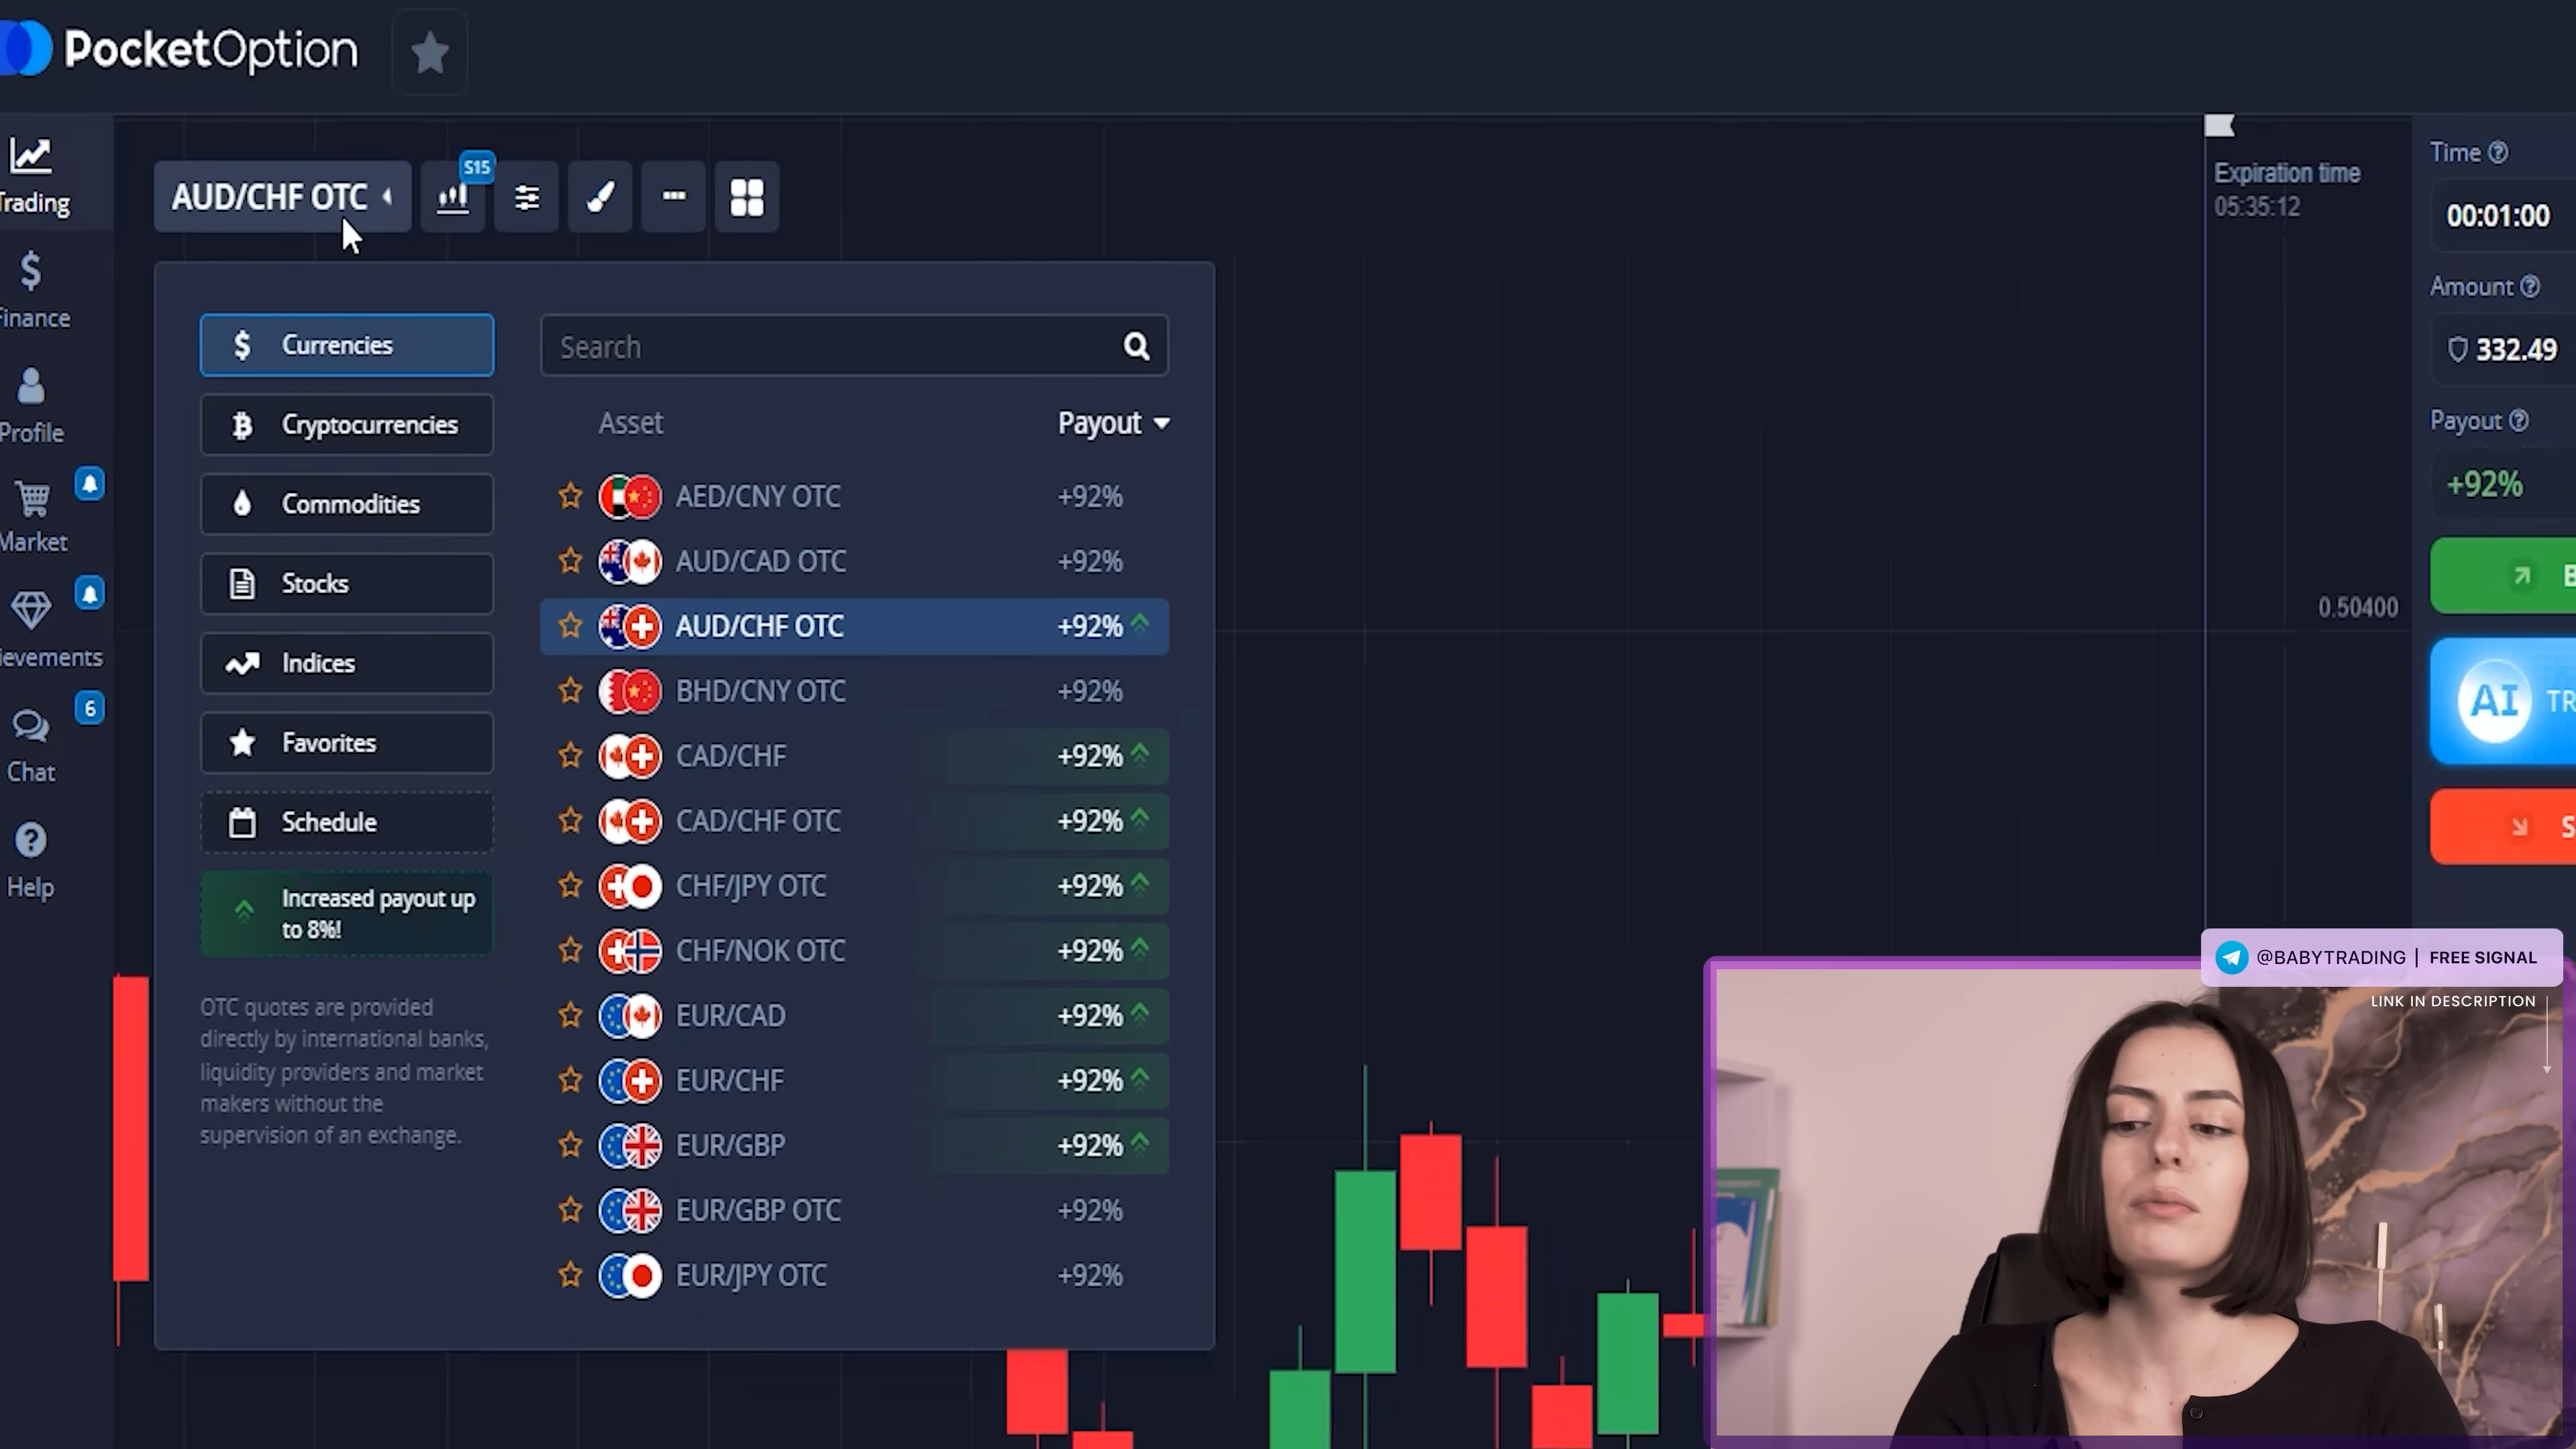 PocketOption
Trading
Finance
Profile
Market
ievements
6
Chat
Help
AUD/CHF OTC
S15
Currencies
Cryptocurrencies
Commodities
Stocks
Indices
Favorites
Schedule
Increased payout up
to 8%!
OTC quotes are provided
directly by international banks,
liquidity providers and market
makers without the
supervision of an exchange.
Search
Asset Payout
AED/CNY OTC +92%
AUD/CAD OTC +92%
AUD/CHF OTC +92%
BHD/CNY OTC +92%
CAD/CHF +92%
CAD/CHF OTC +92%
CHF/JPY OTC +92%
CHF/NOK OTC +92%
EUR/CAD +92%
EUR/CHF +92%
EUR/GBP +92%
EUR/GBP OTC +92%
EUR/JPY OTC +92%
Expiration time
05:35:12
0.50400
Time
00:01:00
Amount
332.49
Payout
+92%
B
AI TR
S
@BABYTRADING | FREE SIGNAL
LINK IN DESCRIPTION